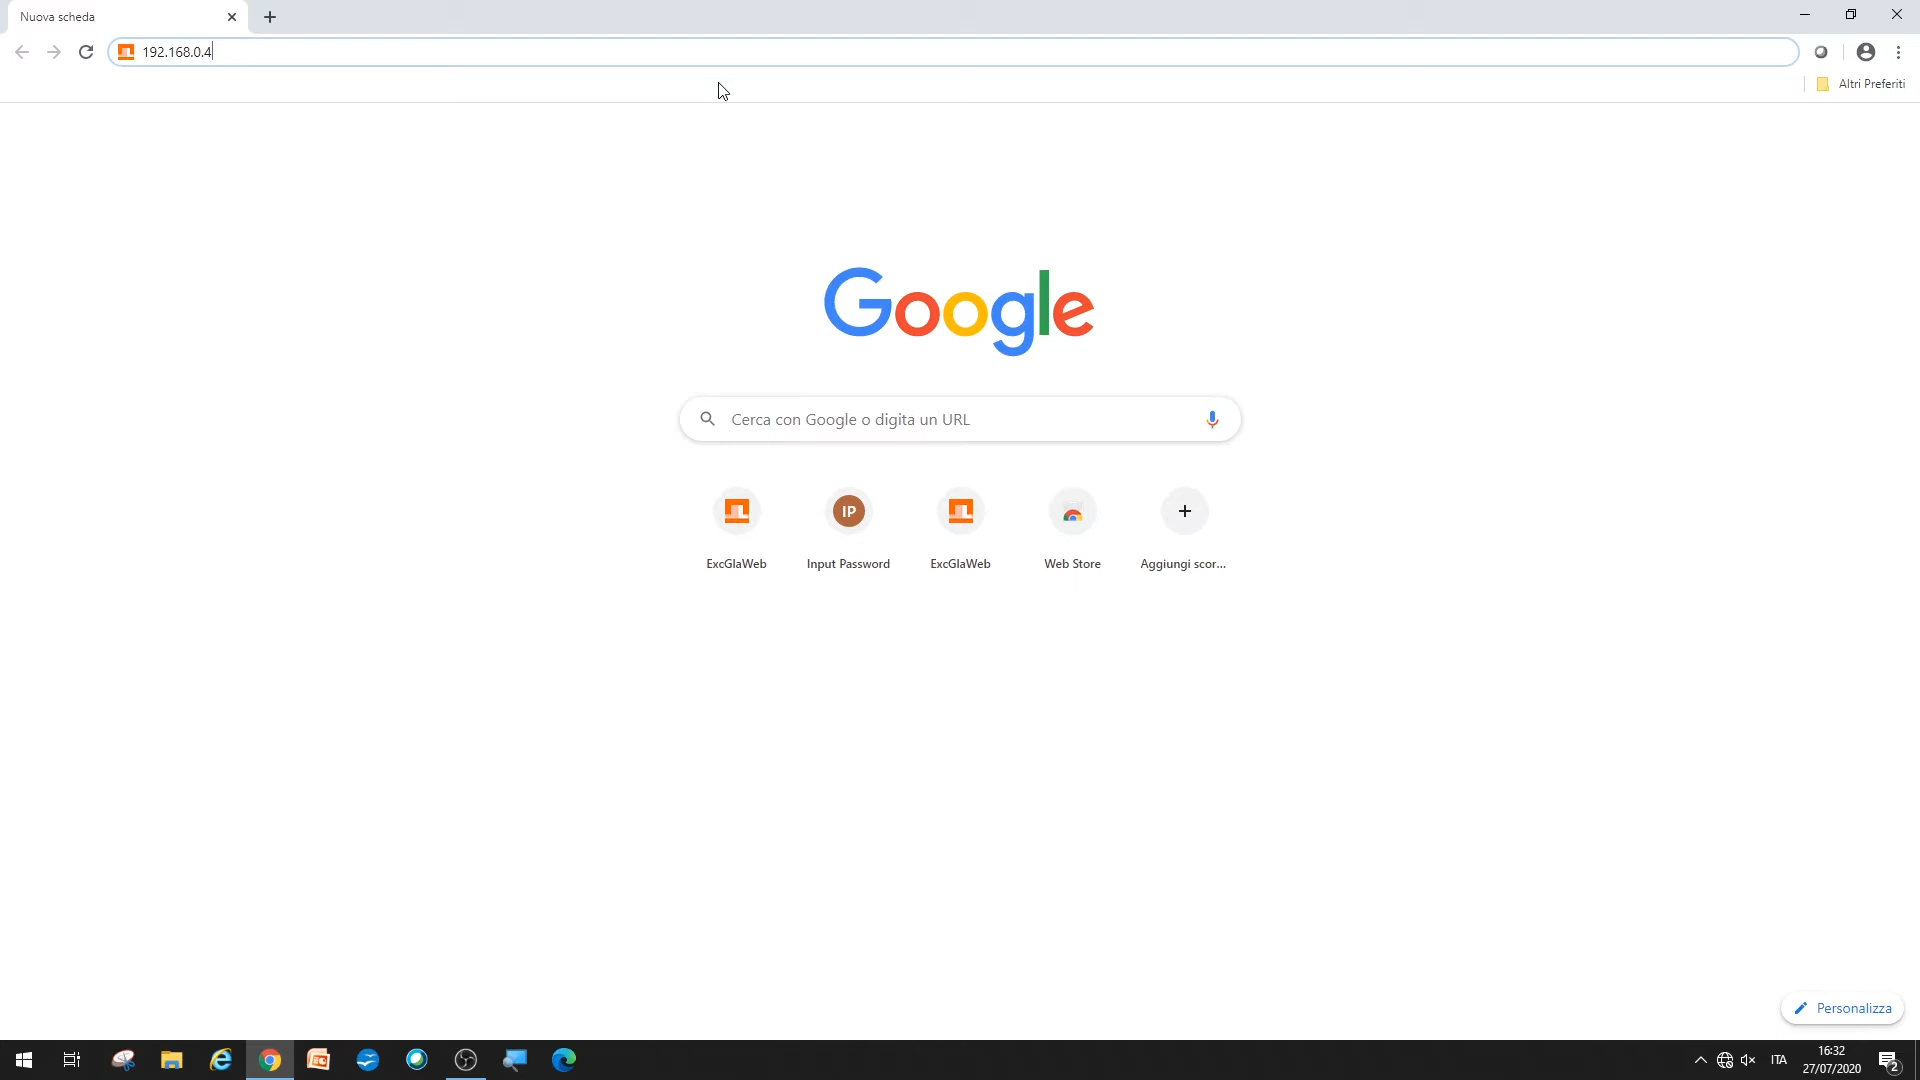 Nuova scheda
192.168.0.4
Altri Preferiti
Google
Cerca con Google o digita un URL
IP
ExcGlaWeb
Input Password
ExcGlaWeb
Web Store
Aggiungi scor...
Personalizza
ITA
16:32
27/07/2020
2